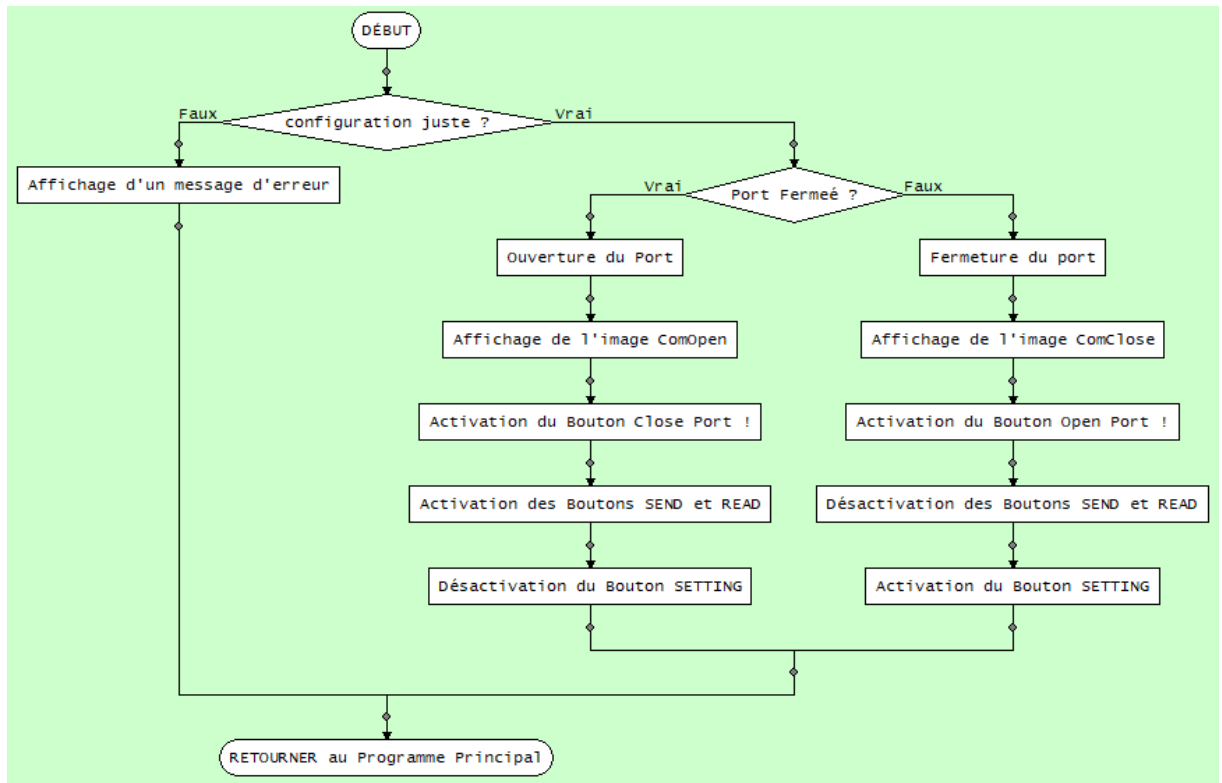 DÉBUT
Faux
configuration juste ?
Vrai
Affichage d'un message d'erreur
Vrai
Port Fermeé ?
Faux
Ouverture du Port
Fermeture du port
Affichage de l'image ComOpen
Affichage de l'image ComClose
Activation du Bouton Close Port !
Activation du Bouton Open Port !
Activation des Boutons SEND et READ
Désactivation des Boutons SEND et READ
Désactivation du Bouton SETTING
Activation du Bouton SETTING
RETOURNER au Programme Principal